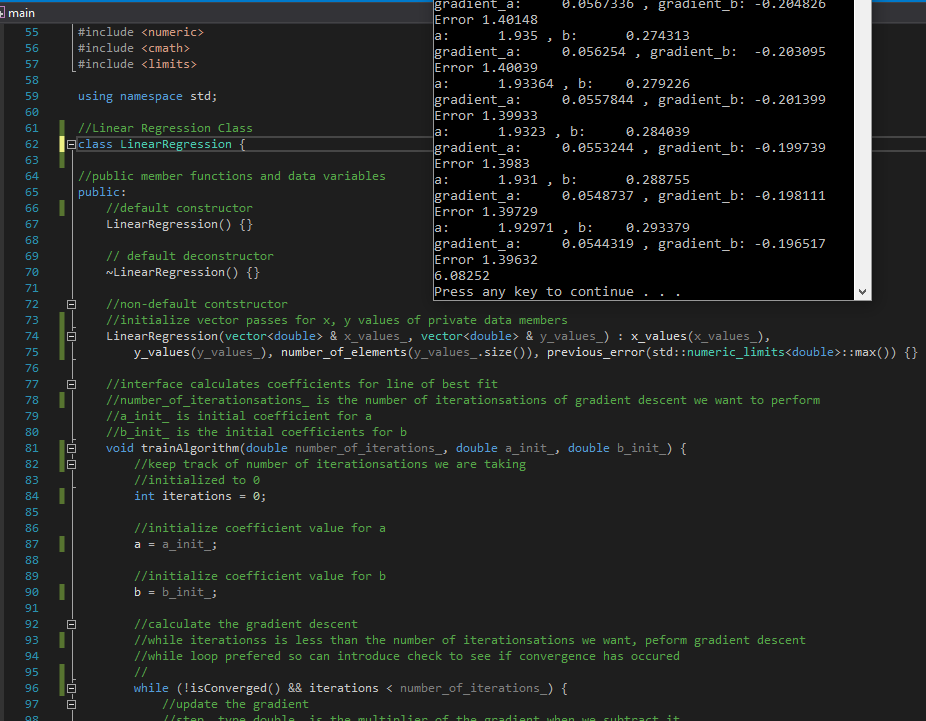 main
55 #include <numeric>
56 #include <cmath>
57 #include <limits>
58
59 using namespace std;
60
61 //Linear Regression Class
62 class LinearRegression {
63
64 //public member functions and data variables
65 public:
66 //default constructor
67 LinearRegression() {}
68
69 // default deconstructor
70 ~LinearRegression() {}
71
72 //non-default contstructor
73 //initialize vector passes for x, y values of private data members
74 LinearRegression(vector<double> & x_values_, vector<double> & y_values_) : x_values(x_values_),
75 y_values(y_values_), number_of_elements(y_values_.size()), previous_error(std::numeric_limits<double>::max()) {}
76
77 //interface calculates coefficients for line of best fit
78 //number_of_iterationsations_ is the number of iterationsations of gradient descent we want to perform
79 //a_init_ is initial coefficient for a
80 //b_init_ is the initial coefficients for b
81 void trainAlgorithm(double number_of_iterations_, double a_init_, double b_init_) {
82 //keep track of number of iterationsations we are taking
83 //initialized to 0
84 int iterations = 0;
85
86 //initialize coefficient value for a
87 a = a_init_;
88
89 //initialize coefficient value for b
90 b = b_init_;
91
92 //calculate the gradient descent
93 //while iterationss is less than the number of iterationsations we want, peform gradient descent
94 //while loop prefered so can introduce check to see if convergence has occured
95 //
96 while (!isConverged() && iterations < number_of_iterations_) {
97 //update the gradient
98 //step, type double, is the multiplier of the gradient when we subtract it
gradient_a: 0.0567336 , gradient_b: -0.204826
Error 1.40148
a: 1.935 , b: 0.274313
gradient_a: 0.056254 , gradient_b: -0.203095
Error 1.40039
a: 1.93364 , b: 0.279226
gradient_a: 0.0557844 , gradient_b: -0.201399
Error 1.39933
a: 1.9323 , b: 0.284039
gradient_a: 0.0553244 , gradient_b: -0.199739
Error 1.3983
a: 1.931 , b: 0.288755
gradient_a: 0.0548737 , gradient_b: -0.198111
Error 1.39729
a: 1.92971 , b: 0.293379
gradient_a: 0.0544319 , gradient_b: -0.196517
Error 1.39632
6.08252
Press any key to continue . . .